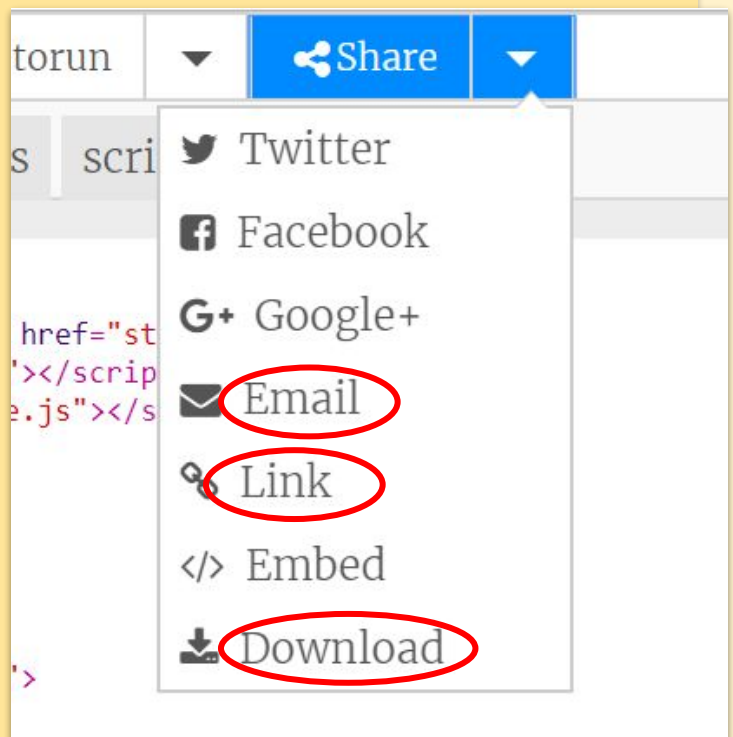 torun Share
s scri
Twitter
Facebook
G+ Google+
href="st
"></scrip
e.js"></s
Email
Link
</> Embed
Download
">